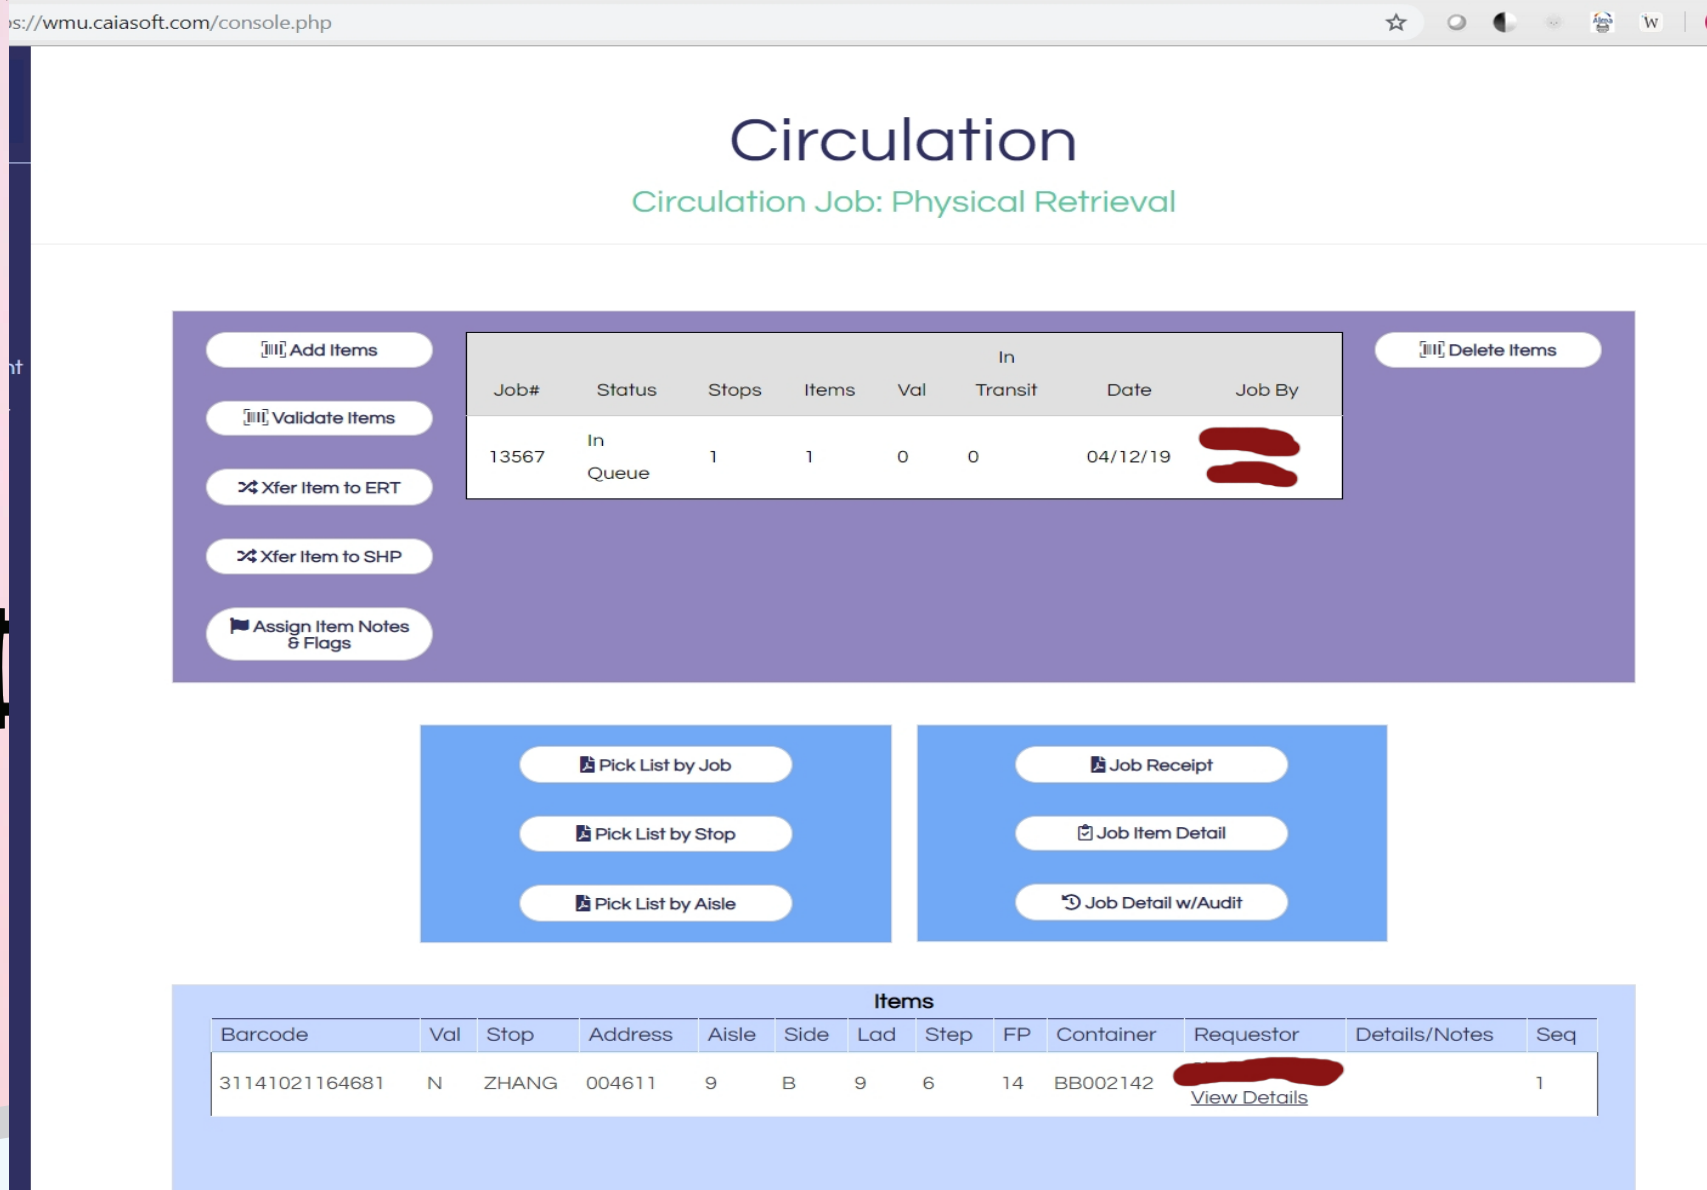 s://wmu.caiasoft.com/console.php
Alexa
W
Circulation
Circulation Job: Physical Retrieval
nt
Add Items
Validate Items
Xfer Item to ERT
Xfer Item to SHP
Assign Item Notes
& Flags
Job# Status Stops Items Val In Transit Date Job By
13567 In Queue 1 1 0 0 04/12/19
Delete Items
Pick List by Job
Pick List by Stop
Pick List by Aisle
Job Receipt
Job Item Detail
Job Detail w/Audit
Items
Barcode Val Stop Address Aisle Side Lad Step FP Container Requestor Details/Notes Seq
31141021164681 N ZHANG 004611 9 B 9 6 14 BB002142 View Details 1